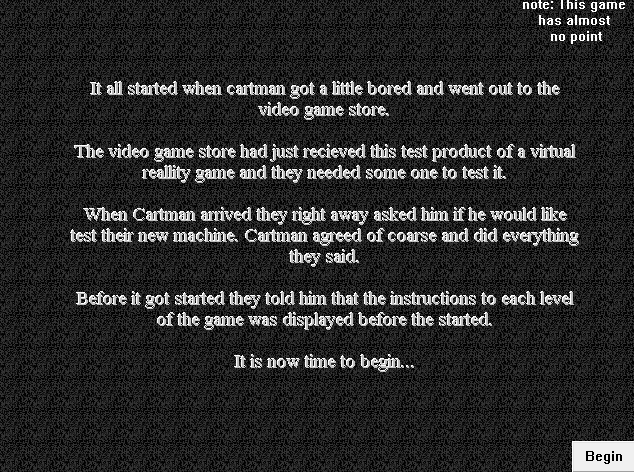 note: This game
has almost
no point
It all started when cartman got a little bored and went out to the
video game store.
The video game store had just recieved this test product of a virtual
reallity game and they needed some one to test it.
When Cartman arrived they right away asked him if he would like
test their new machine. Cartman agreed of coarse and did everything
they said.
Before it got started they told him that the instructions to each level
of the game was displayed before the started.
It is now time to begin...
Begin